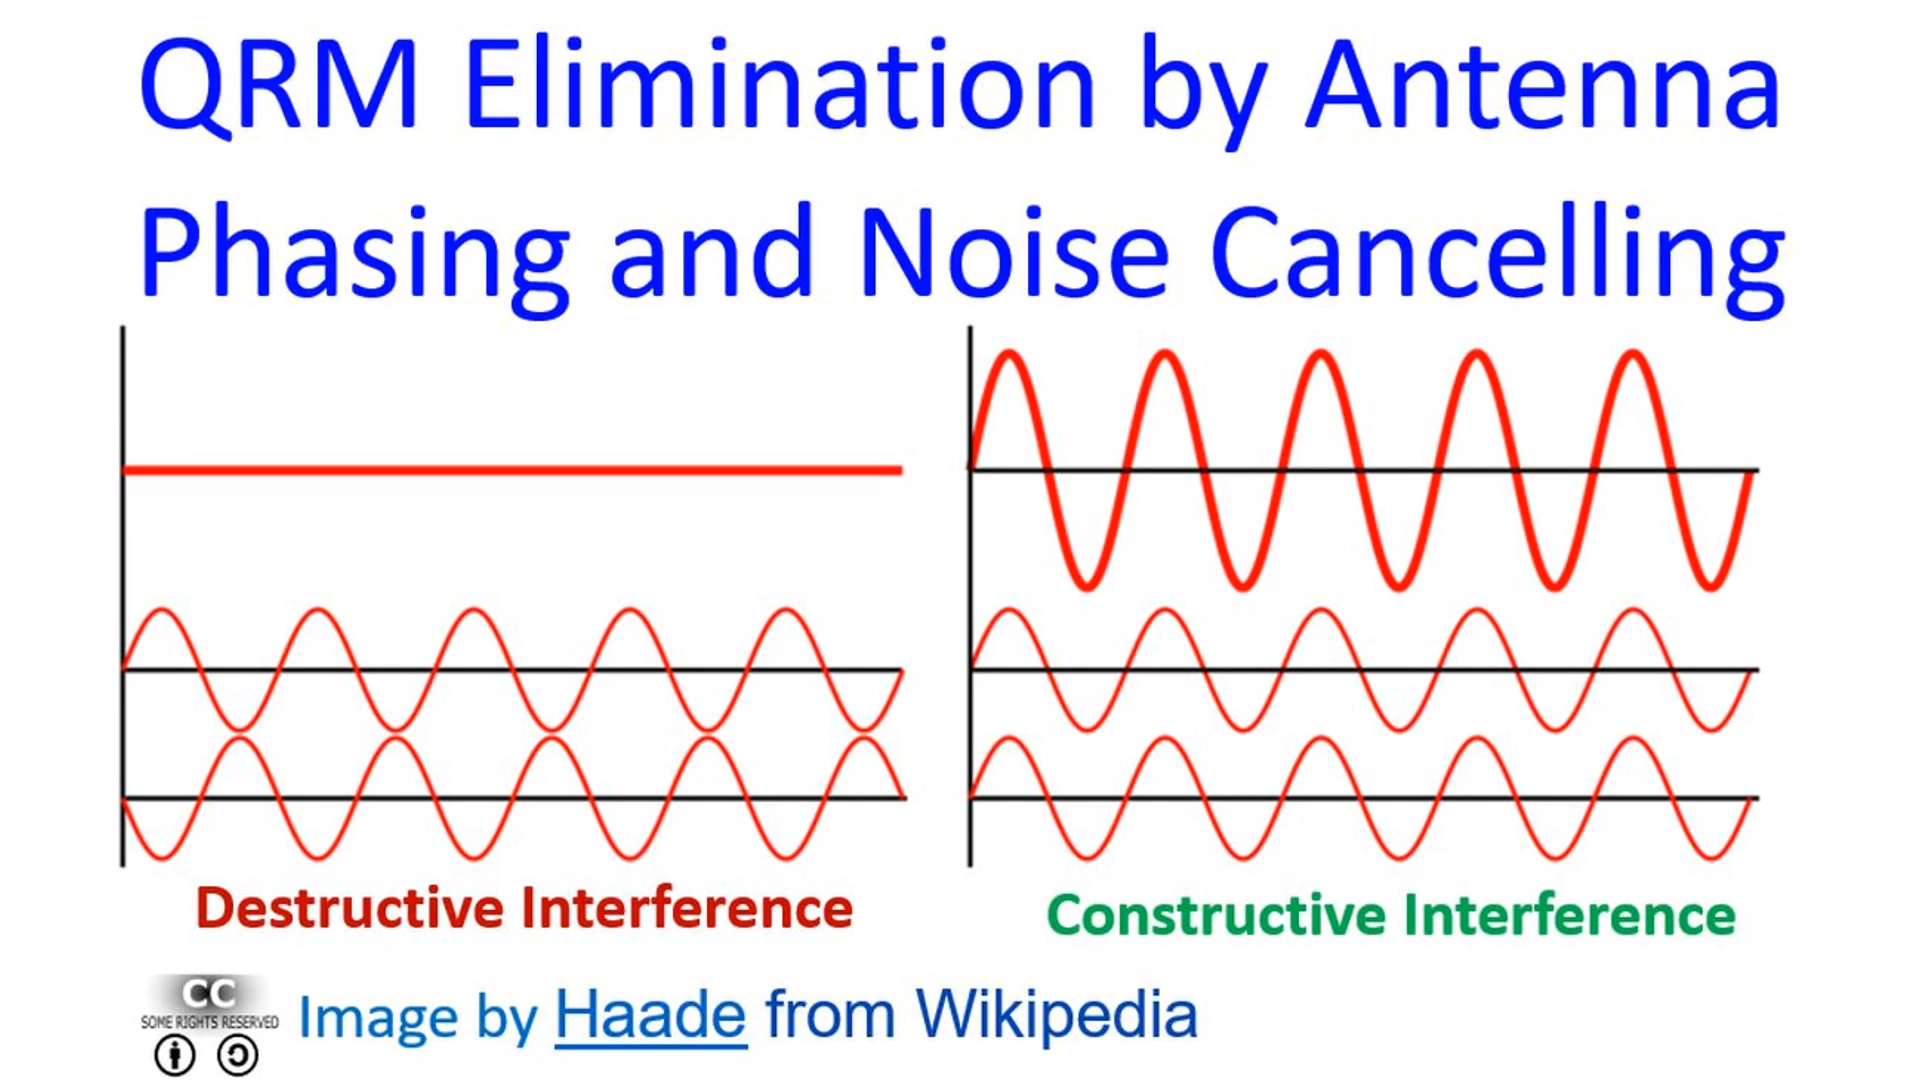 QRM Elimination by Antenna
Phasing and Noise Cancelling
Destructive Interference
Constructive Interference
CC
SOME RIGHTS RESERVED
Image by Haade from Wikipedia